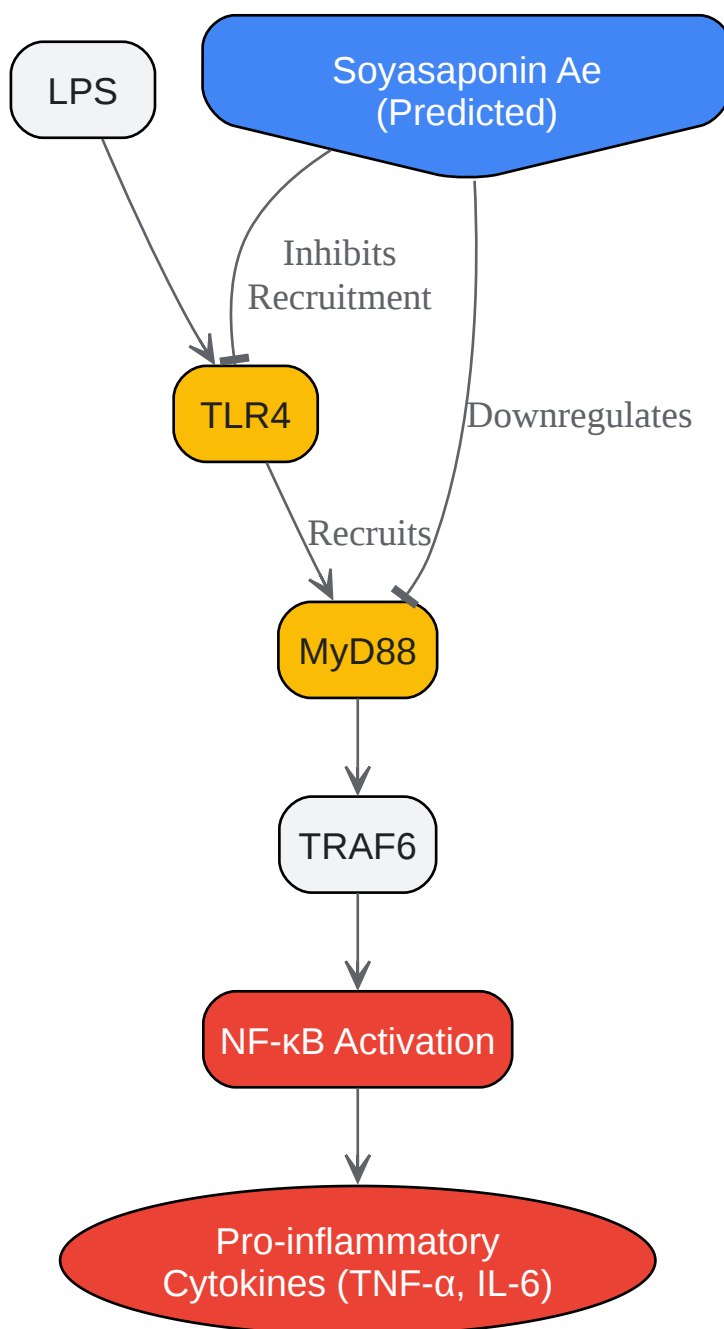 LPS
Soyasaponin Ae
(Predicted)
Inhibits
Recruitment
TLR4
Downregulates
Recruits
MyD88
TRAF6
NF-κB Activation
Pro-inflammatory
Cytokines (TNF-α, IL-6)